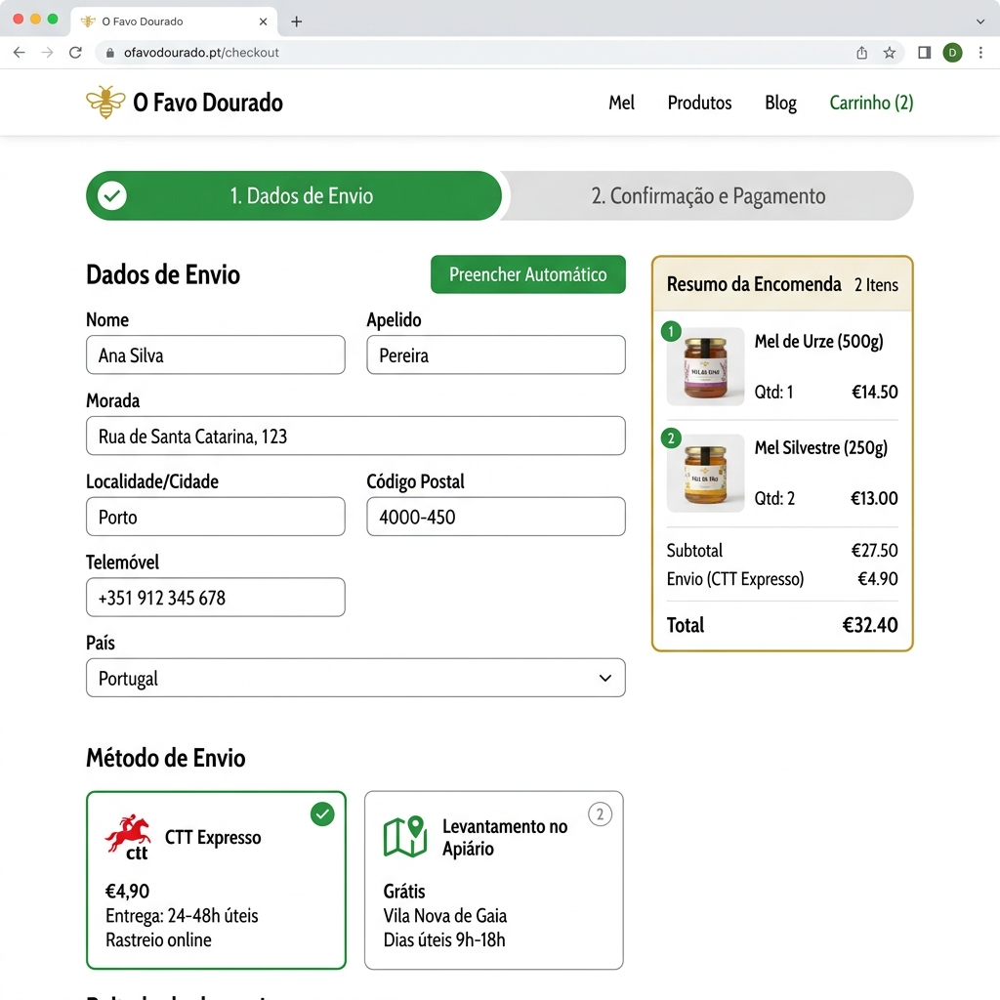 O Favo Dourado
ofavodourado.pt/checkout
D
O Favo Dourado
Mel
Produtos
Blog
Carrinho (2)
1. Dados de Envio
2. Confirmação e Pagamento
Dados de Envio
Preencher Automático
Nome
Apelido
Ana Silva
Pereira
Morada
Rua de Santa Catarina, 123
Localidade/Cidade
Código Postal
Porto
4000-450
Telemóvel
+351 912 345 678
País
Portugal
Resumo da Encomenda
2 Itens
1
Mel de Urze (500g)
Qtd: 1
€14.50
2
Mel Silvestre (250g)
Qtd: 2
€13.00
Subtotal
€27.50
Envio (CTT Expresso)
€4.90
Total
€32.40
Método de Envio
ctt
CTT Expresso
€4,90
Entrega: 24-48h úteis
Rastreio online
2
Levantamento no
Apiário
Grátis
Vila Nova de Gaia
Dias úteis 9h-18h